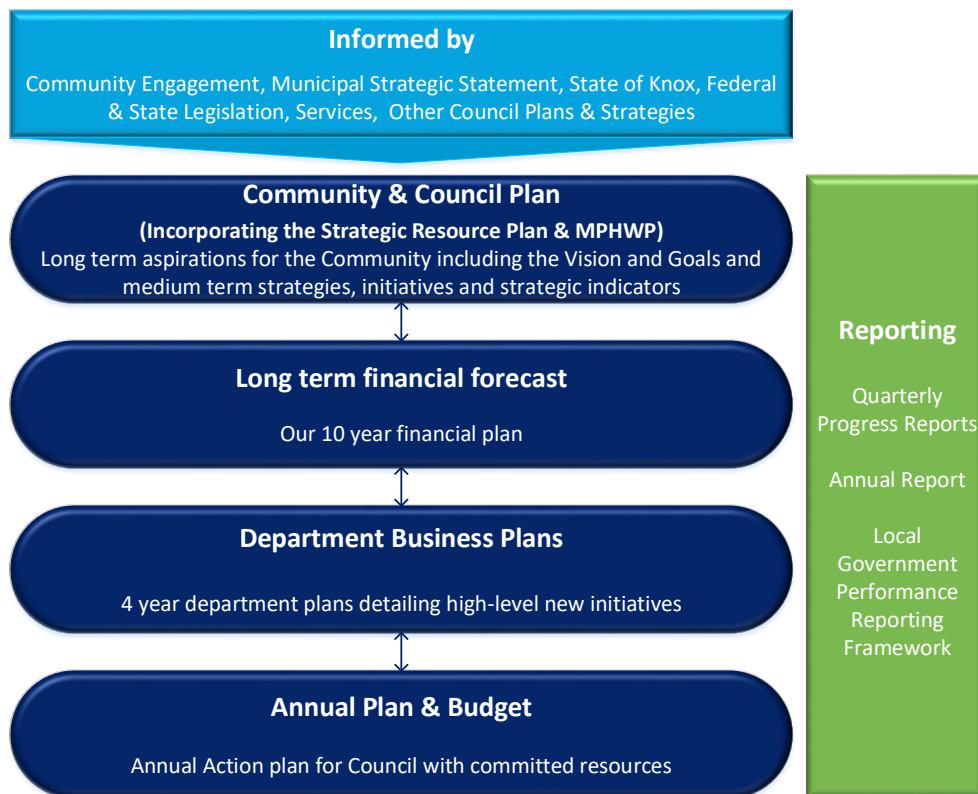 Informed by
Community Engagement, Municipal Strategic Statement, State of Knox, Federal
& State Legislation, Services, Other Council Plans & Strategies
Community & Council Plan
(Incorporating the Strategic Resource Plan & MPHWP)
Long term aspirations for the Community including the Vision and Goals and
medium term strategies, initiatives and strategic indicators
Long term financial forecast
Our 10 year financial plan
Department Business Plans
4 year department plans detailing high-level new initiatives
Annual Plan & Budget
Annual Action plan for Council with committed resources
Reporting
Quarterly
Progress Reports
Annual Report
Local
Government
Performance
Reporting
Framework